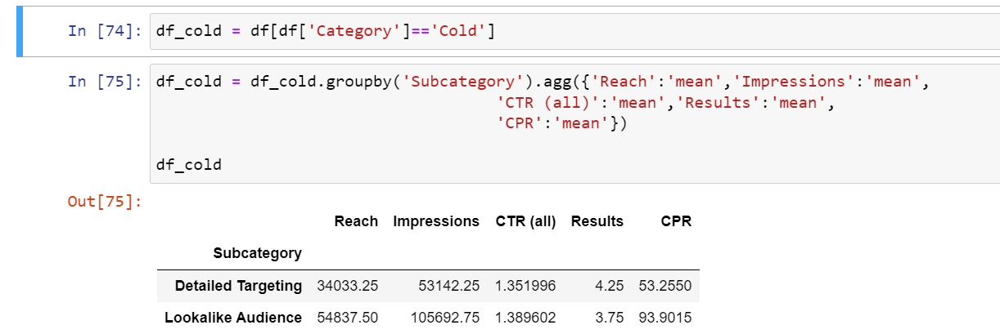 In [74]: df_cold = df[df['Category']=='Cold']
In [75]: df_cold = df_cold.groupby('Subcategory').agg({'Reach':'mean','Impressions':'mean',
'CTR (all)':'mean','Results':'mean',
'CPR':'mean'})
df_cold
Out[75]:
Reach Impressions CTR (all) Results CPR
Subcategory
Detailed Targeting 34033.25 53142.25 1.351996 4.25 53.2550
Lookalike Audience 54837.50 105692.75 1.389602 3.75 93.9015